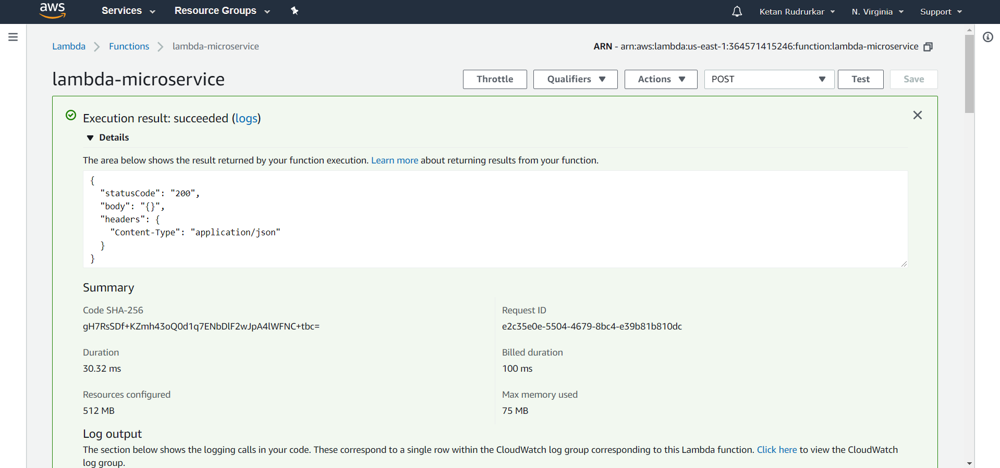 aws Services Resource Groups Ketan Rudrurkar N. Virginia Support
Lambda Functions lambda-microservice ARN - arn:aws:lambda:us-east-1:364571415246:function:lambda-microservice
lambda-microservice Throttle Qualifiers Actions POST Test Save
Execution result: succeeded (logs)
Details
The area below shows the result returned by your function execution. Learn more about returning results from your function.
{
"statusCode": "200",
"body": "{}",
"headers": {
"Content-Type": "application/json"
}
}
Summary
Code SHA-256 Request ID
gH7RsSDf+KZmh43oQ0d1q7ENbDlF2wJpA4lWFNC+tbc= e2c35e0e-5504-4679-8bc4-e39b81b810dc
Duration Billed duration
30.32 ms 100 ms
Resources configured Max memory used
512 MB 75 MB
Log output
The section below shows the logging calls in your code. These correspond to a single row within the CloudWatch log group corresponding to this Lambda function. Click here to view the CloudWatch
log group.